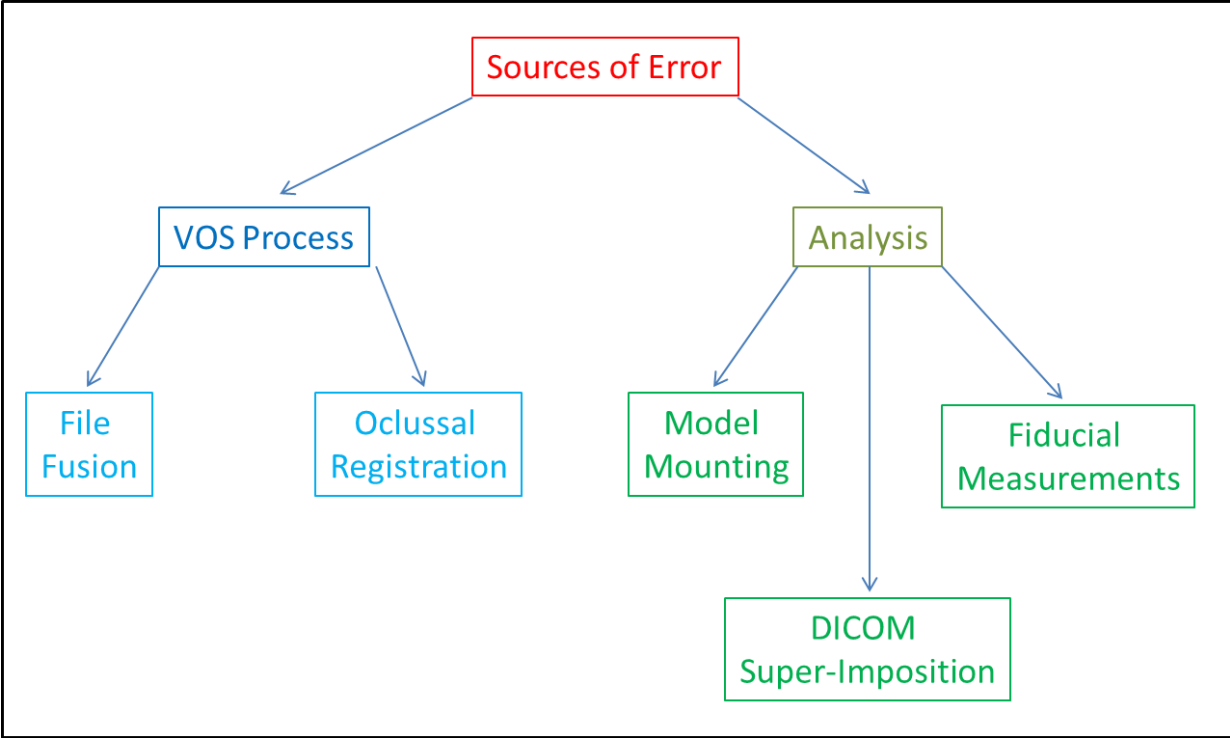 Sources of Error
VOS Process
Analysis
File
Fusion
Oclussal
Registration
Model
Mounting
Fiducial
Measurements
DICOM
Super-Imposition